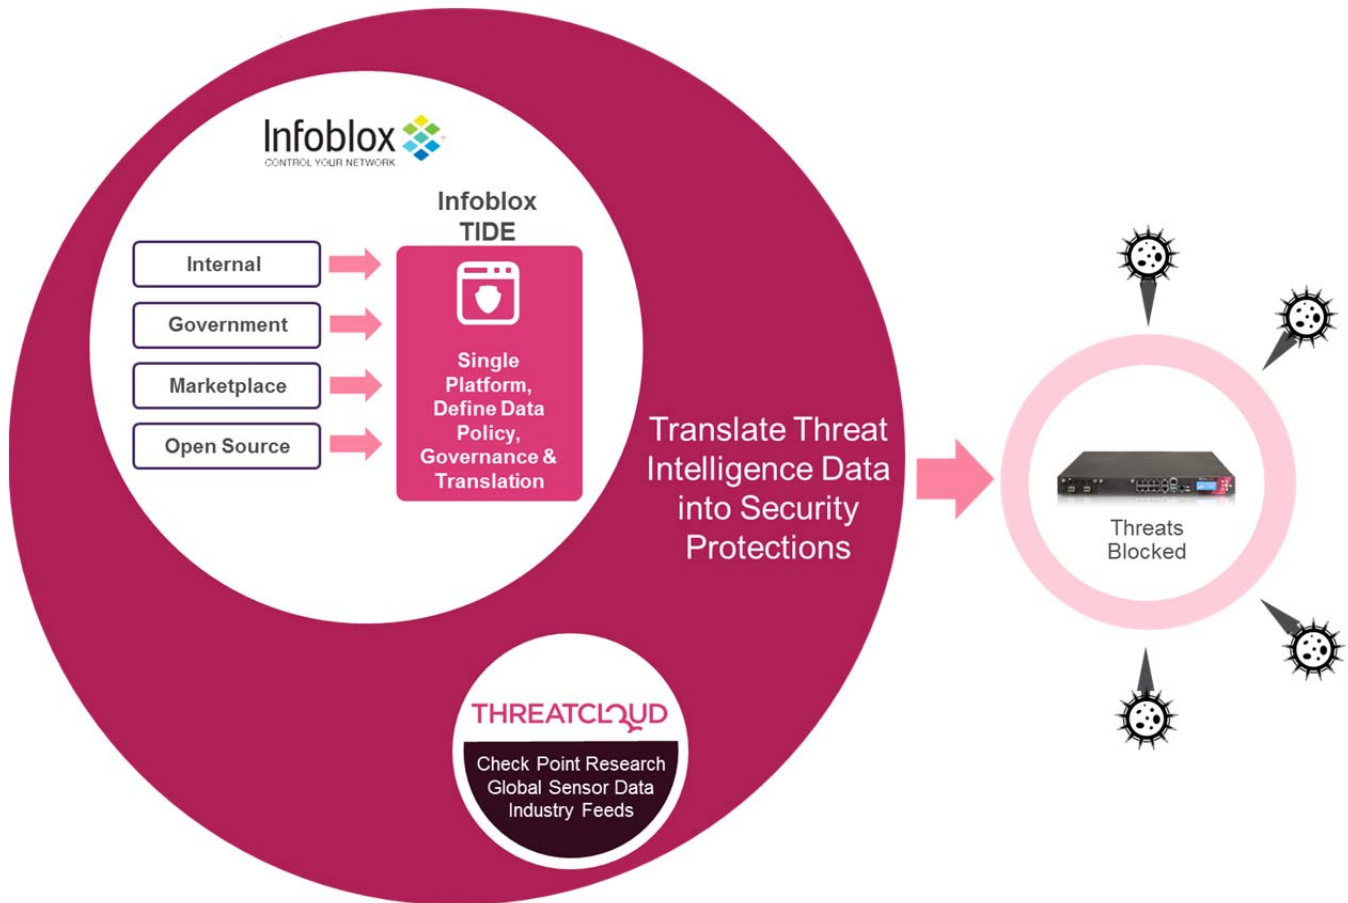 Infoblox
CONTROL YOUR NETWORK
Infoblox
TIDE
Internal
Government
Marketplace
Open Source
Single
Platform,
Define Data
Policy,
Governance &
Translation
Translate Threat
Intelligence Data
into Security
Protections
Threats
Blocked
THREATCLOUD
Check Point Research
Global Sensor Data
Industry Feeds